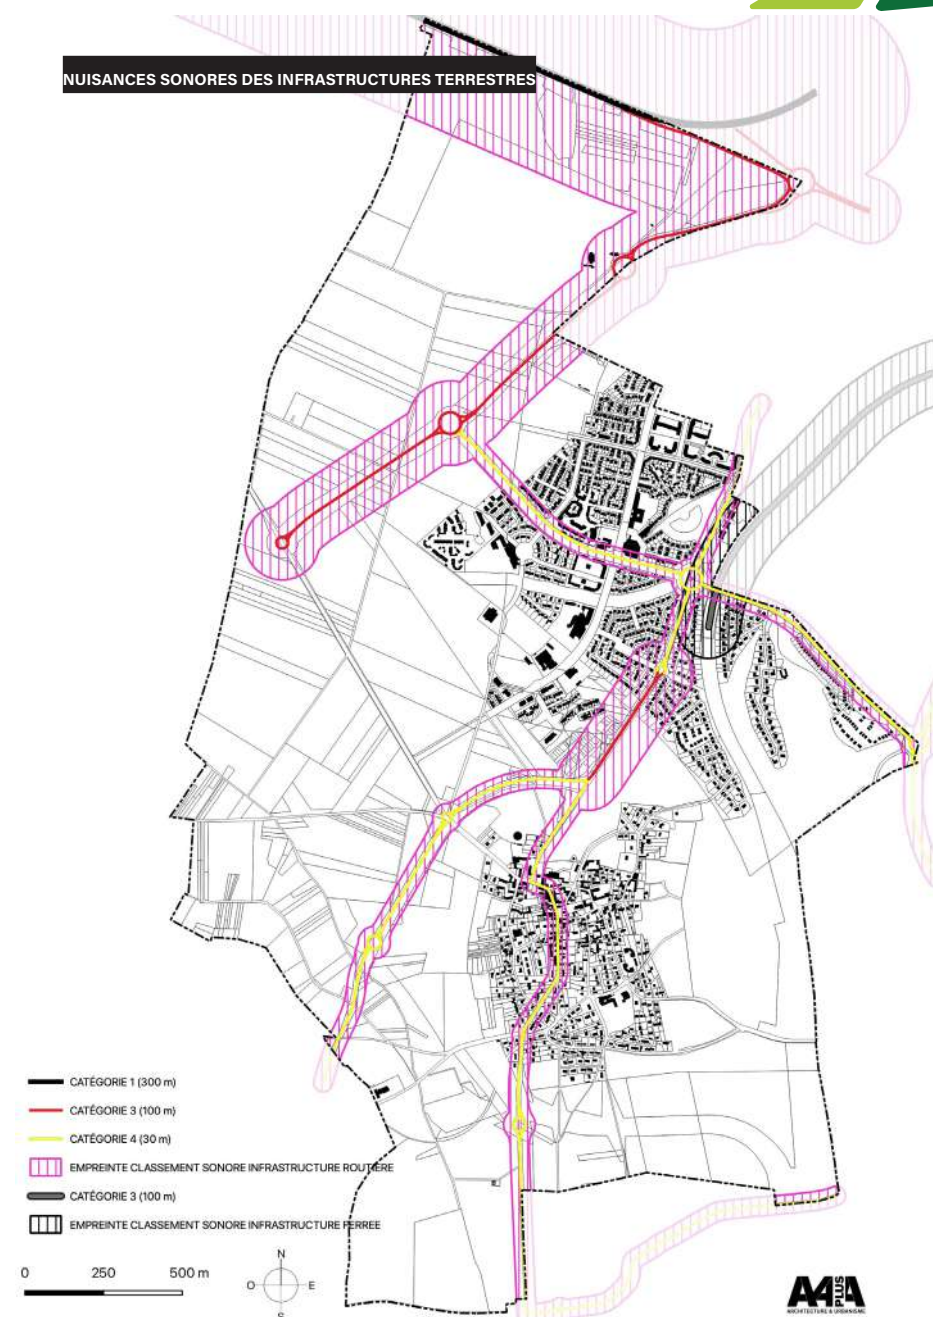 NUISANCES SONORES DES INFRASTRUCTURES TERRESTRES
CATÉGORIE 1 (300 m)
CATÉGORIE 3 (100 m)
CATÉGORIE 4 (30 m)
EMPREINTE CLASSEMENT SONORE INFRASTRUCTURE ROUTIÈRE
CATÉGORIE 3 (100 m)
EMPREINTE CLASSEMENT SONORE INFRASTRUCTURE FERREE
0 250 500 m
N
O E
S
A4 PLUS A
ARCHITECTURE & URBANISME